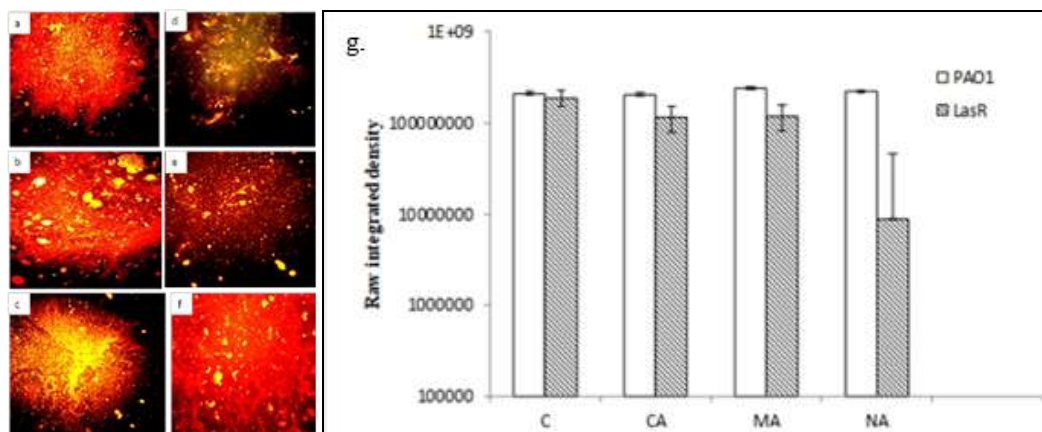 a
d
b
e
c
f
g.
1E+09
100000000
10000000
1000000
100000
Raw integrated density
C CA MA NA
PAO1
LasR